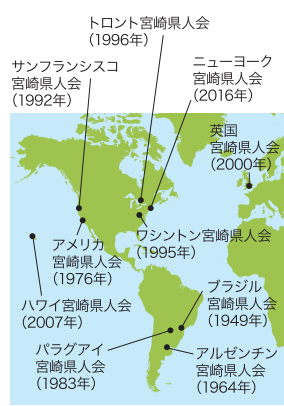 トロント宮崎県人会
（1996年）
サンフランシスコ
宮崎県人会
（1992年）
ニューヨーク
宮崎県人会
（2016年）
英国
宮崎県人会
（2000年）
アメリカ
宮崎県人会
（1976年）
ワシントン宮崎県人会
（1995年）
ハワイ宮崎県人会
（2007年）
ブラジル
宮崎県人会
（1949年）
パラグアイ
宮崎県人会
（1983年）
アルゼンチン
宮崎県人会
（1964年）